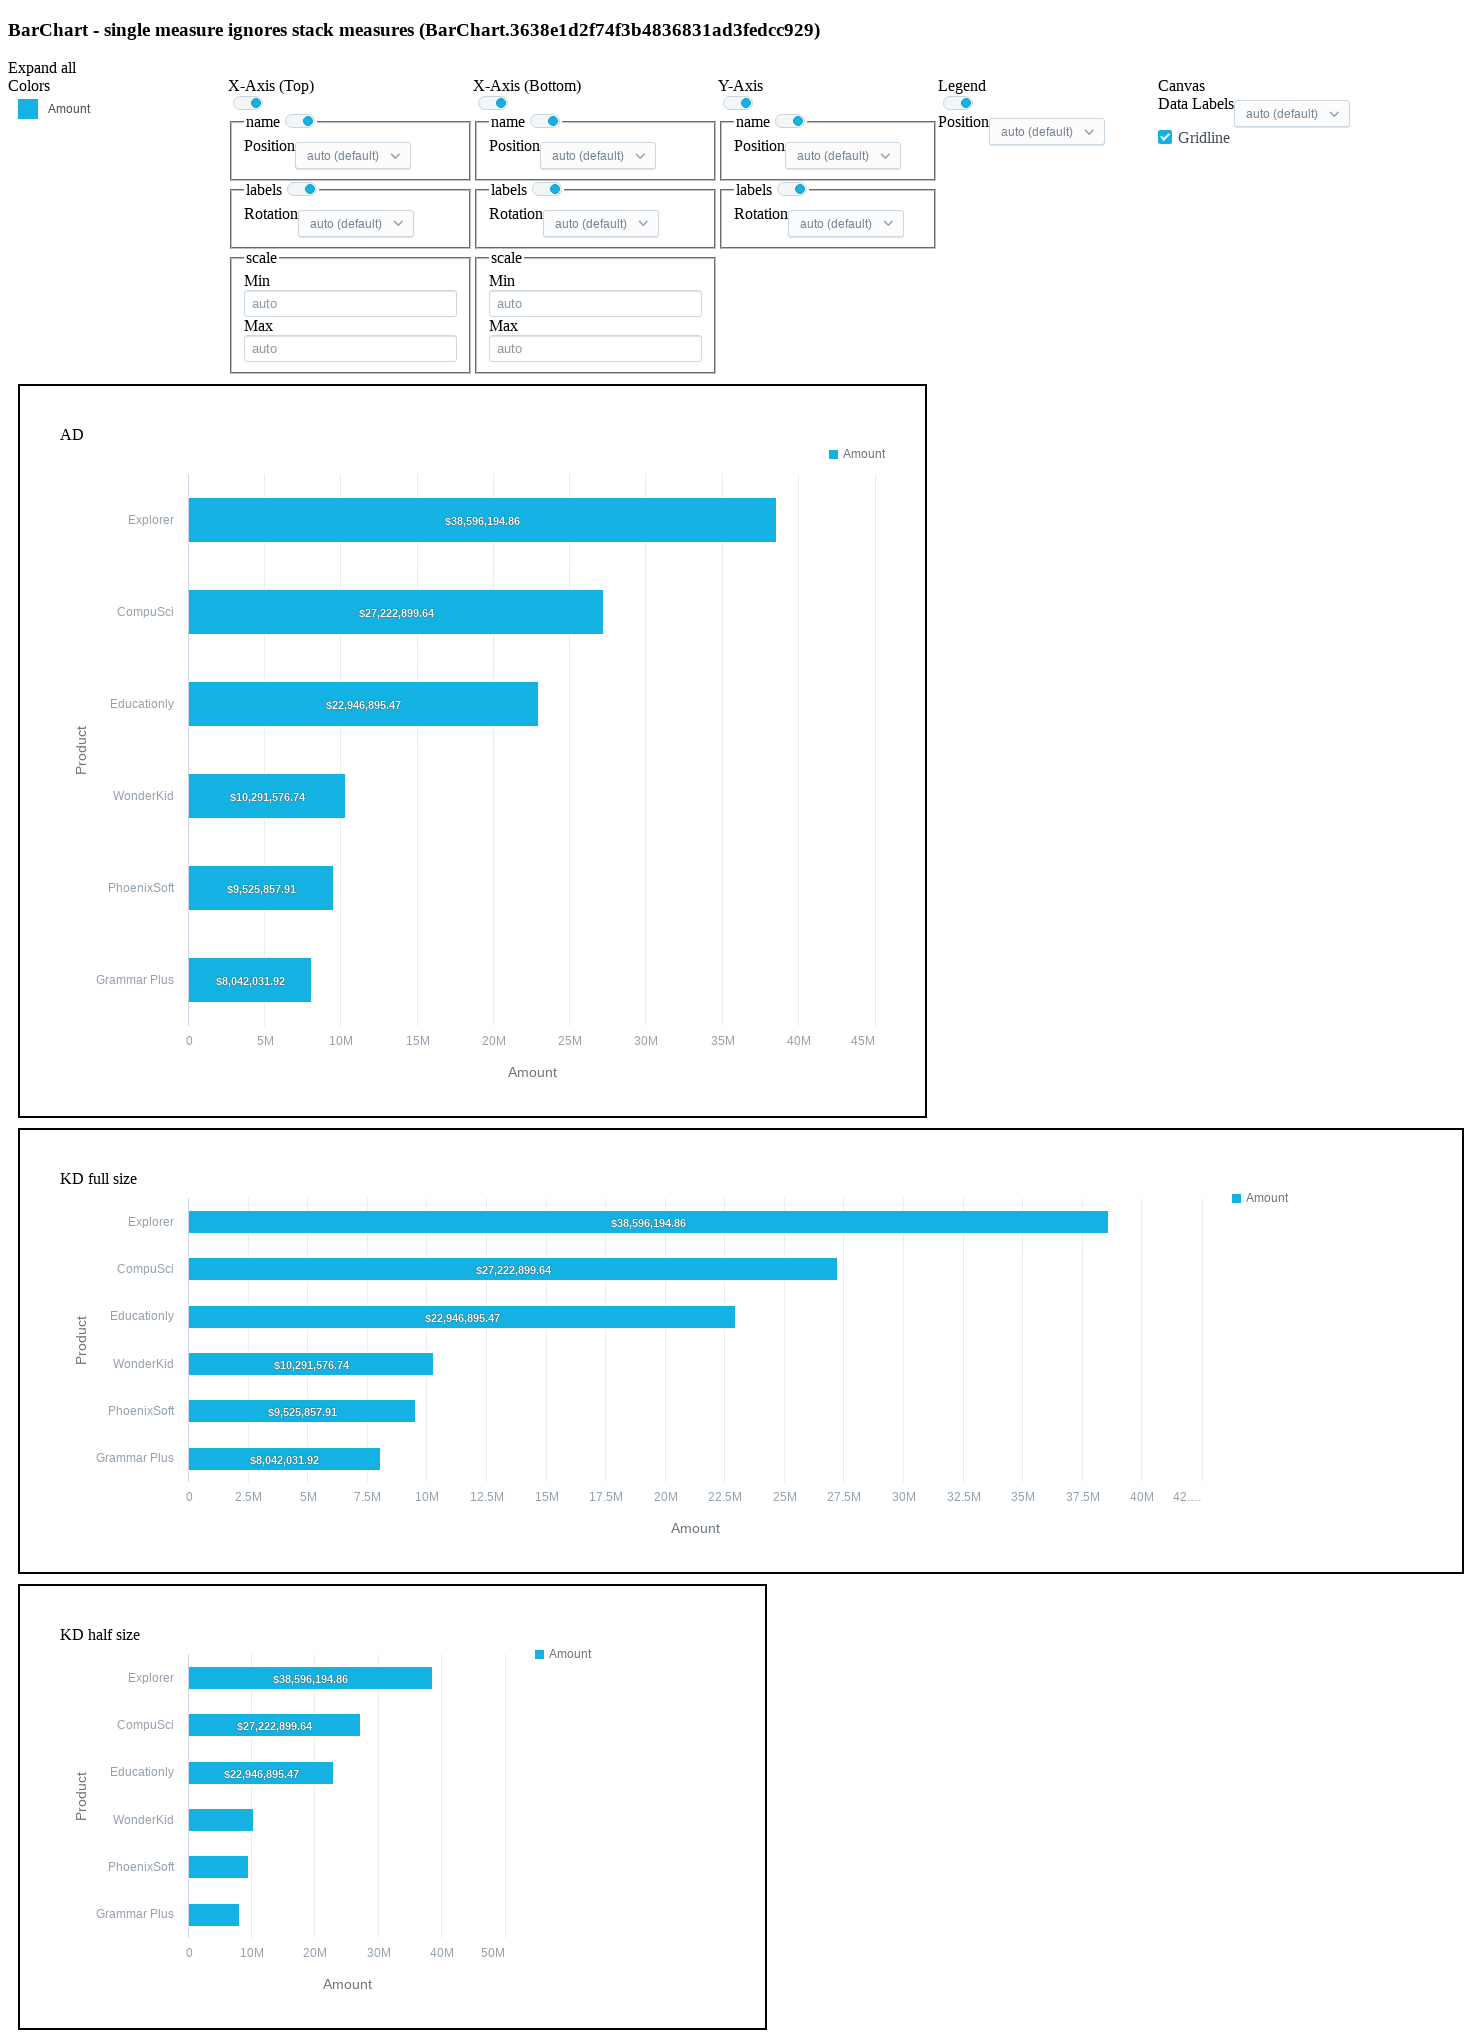 BarChart - single measure ignores stack measures (BarChart.3638e1d2f74f3b4836831ad3fedcc929)
Expand all
Colors
Amount
X-Axis (Top)
name
Position auto (default)
labels
Rotation auto (default)
scale
Min
auto
Max
auto
X-Axis (Bottom)
name
Position auto (default)
labels
Rotation auto (default)
scale
Min
auto
Max
auto
Y-Axis
name
Position auto (default)
labels
Rotation auto (default)
Legend
Position auto (default)
Canvas
Data Labels auto (default)
Gridline
AD
Amount
Explorer $38,596,194.86
CompuSci $27,222,899.64
Educationly $22,946,895.47
Product
WonderKid $10,291,576.74
PhoenixSoft $9,525,857.91
Grammar Plus $8,042,031.92
0 5M 10M 15M 20M 25M 30M 35M 40M 45M
Amount
KD full size
Amount
Explorer $38,596,194.86
CompuSci $27,222,899.64
Educationly $22,946,895.47
Product
WonderKid $10,291,576.74
PhoenixSoft $9,525,857.91
Grammar Plus $8,042,031.92
0 2.5M 5M 7.5M 10M 12.5M 15M 17.5M 20M 22.5M 25M 27.5M 30M 32.5M 35M 37.5M 40M 42.…
Amount
KD half size
Amount
Explorer $38,596,194.86
CompuSci $27,222,899.64
Educationly $22,946,895.47
Product
WonderKid
PhoenixSoft
Grammar Plus
0 10M 20M 30M 40M 50M
Amount